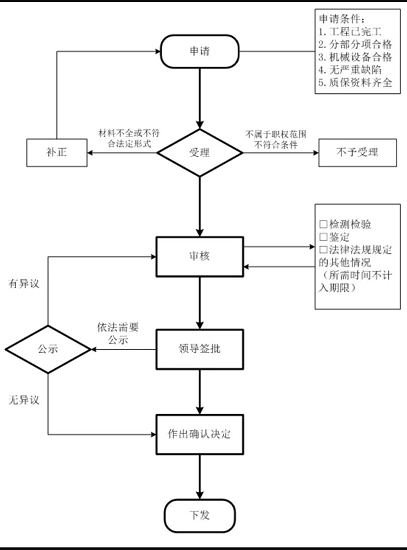 申请
申请条件：
1.工程已完工
2.分部分项合格
3.机械设备合格
4.无严重缺陷
5.质保资料齐全
补正
材料不全或不符
合法定形式
受理
不属于职权范围
不符合条件
不予受理
审核
□检测检验
□鉴定
□法律法规规定
的其他情况
（所需时间不计
入期限）
有异议
公示
依法需要
公示
领导签批
无异议
作出确认决定
下发